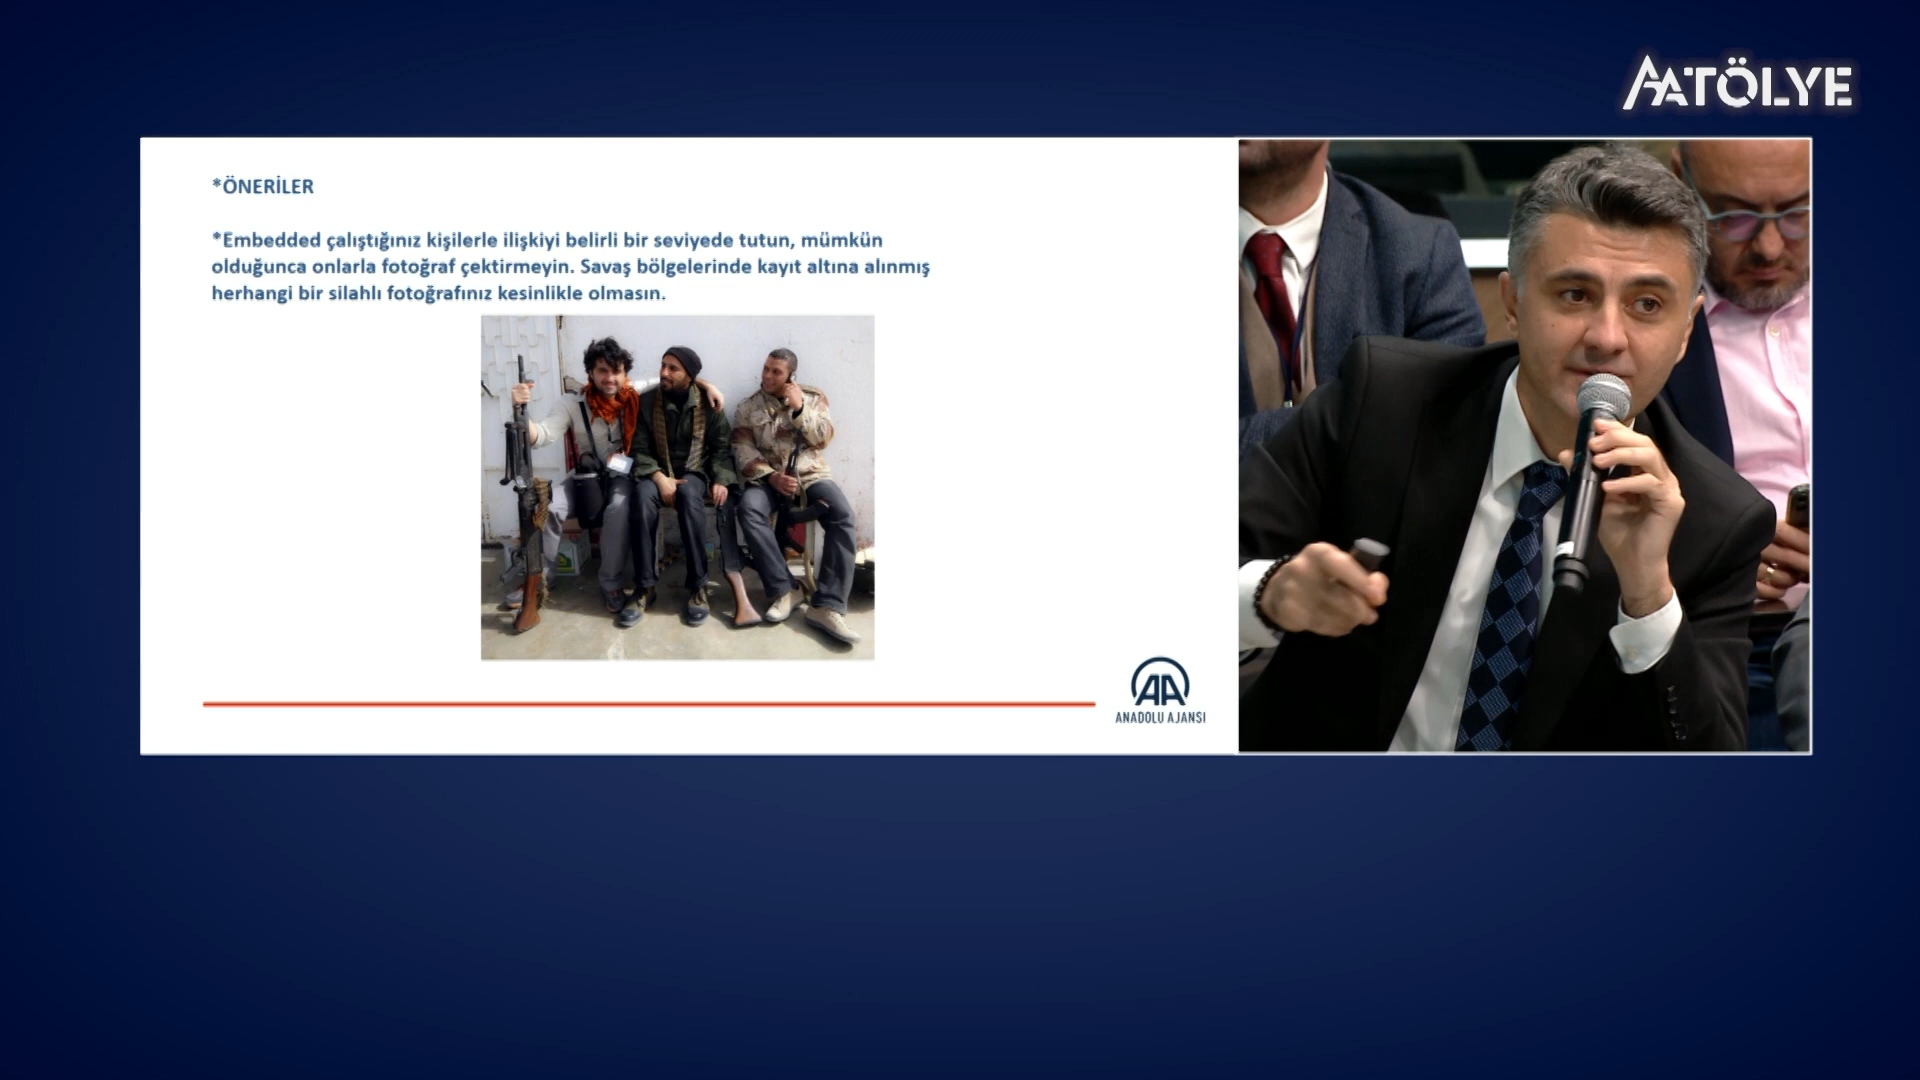 AATÖLYE
*ÖNERİLER
*Embedded çalıştığınız kişilerle ilişkiyi belirli bir seviyede tutun, mümkün
olduğunca onlarla fotoğraf çektirmeyin. Savaş bölgelerinde kayıt altına alınmış
herhangi bir silahlı fotoğrafınız kesinlikle olmasın.
AA
ANADOLU AJANSI